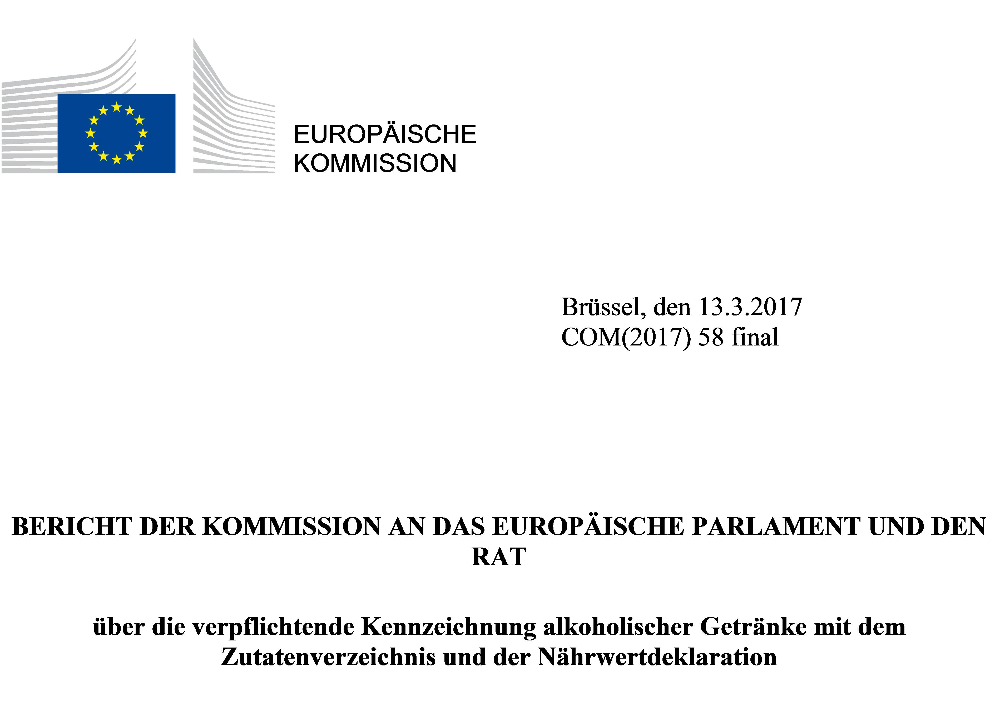 EUROPÄISCHE
KOMMISSION
Brüssel, den 13.3.2017
COM(2017) 58 final
BERICHT DER KOMMISSION AN DAS EUROPÄISCHE PARLAMENT UND DEN
RAT
über die verpflichtende Kennzeichnung alkoholischer Getränke mit dem
Zutatenverzeichnis und der Nährwertdeklaration